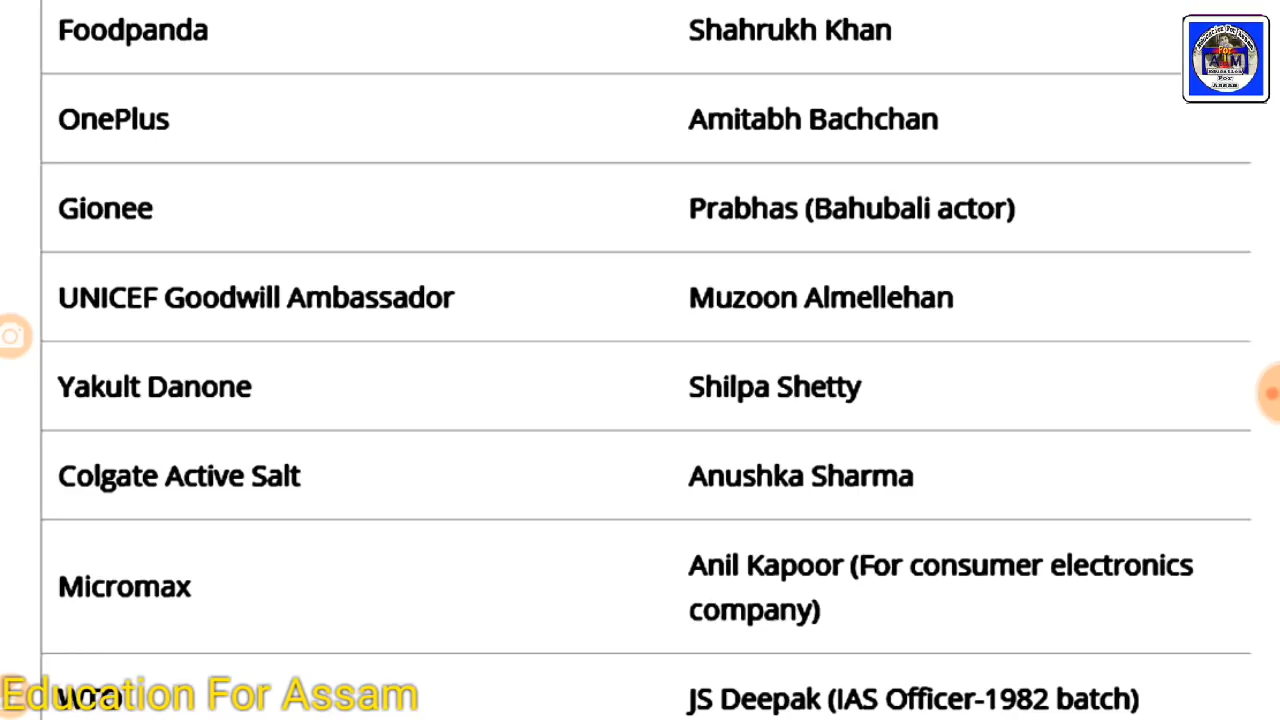 Foodpanda Shahrukh Khan
OnePlus Amitabh Bachchan
Gionee Prabhas (Bahubali actor)
UNICEF Goodwill Ambassador Muzoon Almellehan
Yakult Danone Shilpa Shetty
Colgate Active Salt Anushka Sharma
Micromax Anil Kapoor (For consumer electronics
company)
WTO JS Deepak (IAS Officer-1982 batch)
Education For Assam